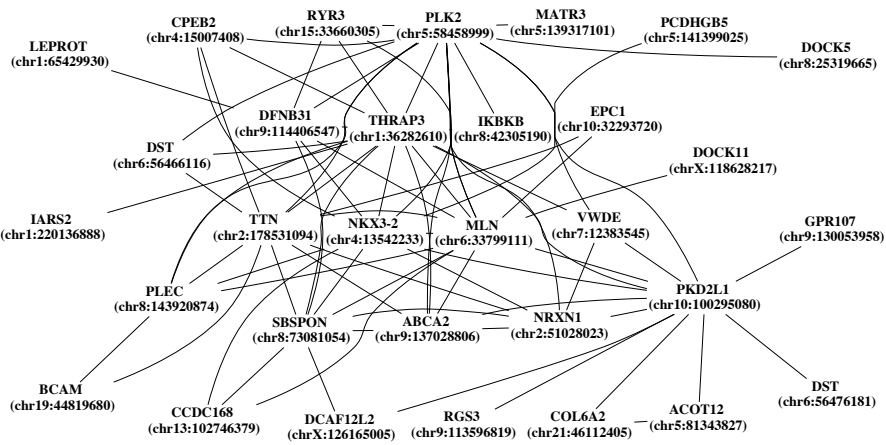 RYR3
(chr15:33660305)
PLK2
(chr5:58458999)
MATR3
(chr5:139317101)
CPEB2
(chr4:15007408)
PCDHGB5
(chr5:141399025)
LEPROT
(chr1:65429930)
DOCK5
(chr8:25319665)
DFNB31
(chr9:114406547)
THRAP3
(chr1:36282610)
IKBKB
(chr8:42305190)
EPC1
(chr10:32293720)
DST
(chr6:56466116)
DOCK11
(chrX:118628217)
IARS2
(chr1:220136888)
TTN
(chr2:178531094)
NKX3-2
(chr4:13542233)
MLN
(chr6:33799111)
VWDE
(chr7:12383545)
GPR107
(chr9:130053958)
PLEC
(chr8:143920874)
PKD2L1
(chr10:100295080)
SBSPON
(chr8:73081054)
ABCA2
(chr9:137028806)
NRXN1
(chr2:51028023)
BCAM
(chr19:44819680)
DST
(chr6:56476181)
CCDC168
(chr13:102746379)
DCAF12L2
(chrX:126165005)
RGS3
(chr9:113596819)
COL6A2
(chr21:46112405)
ACOT12
(chr5:81343827)